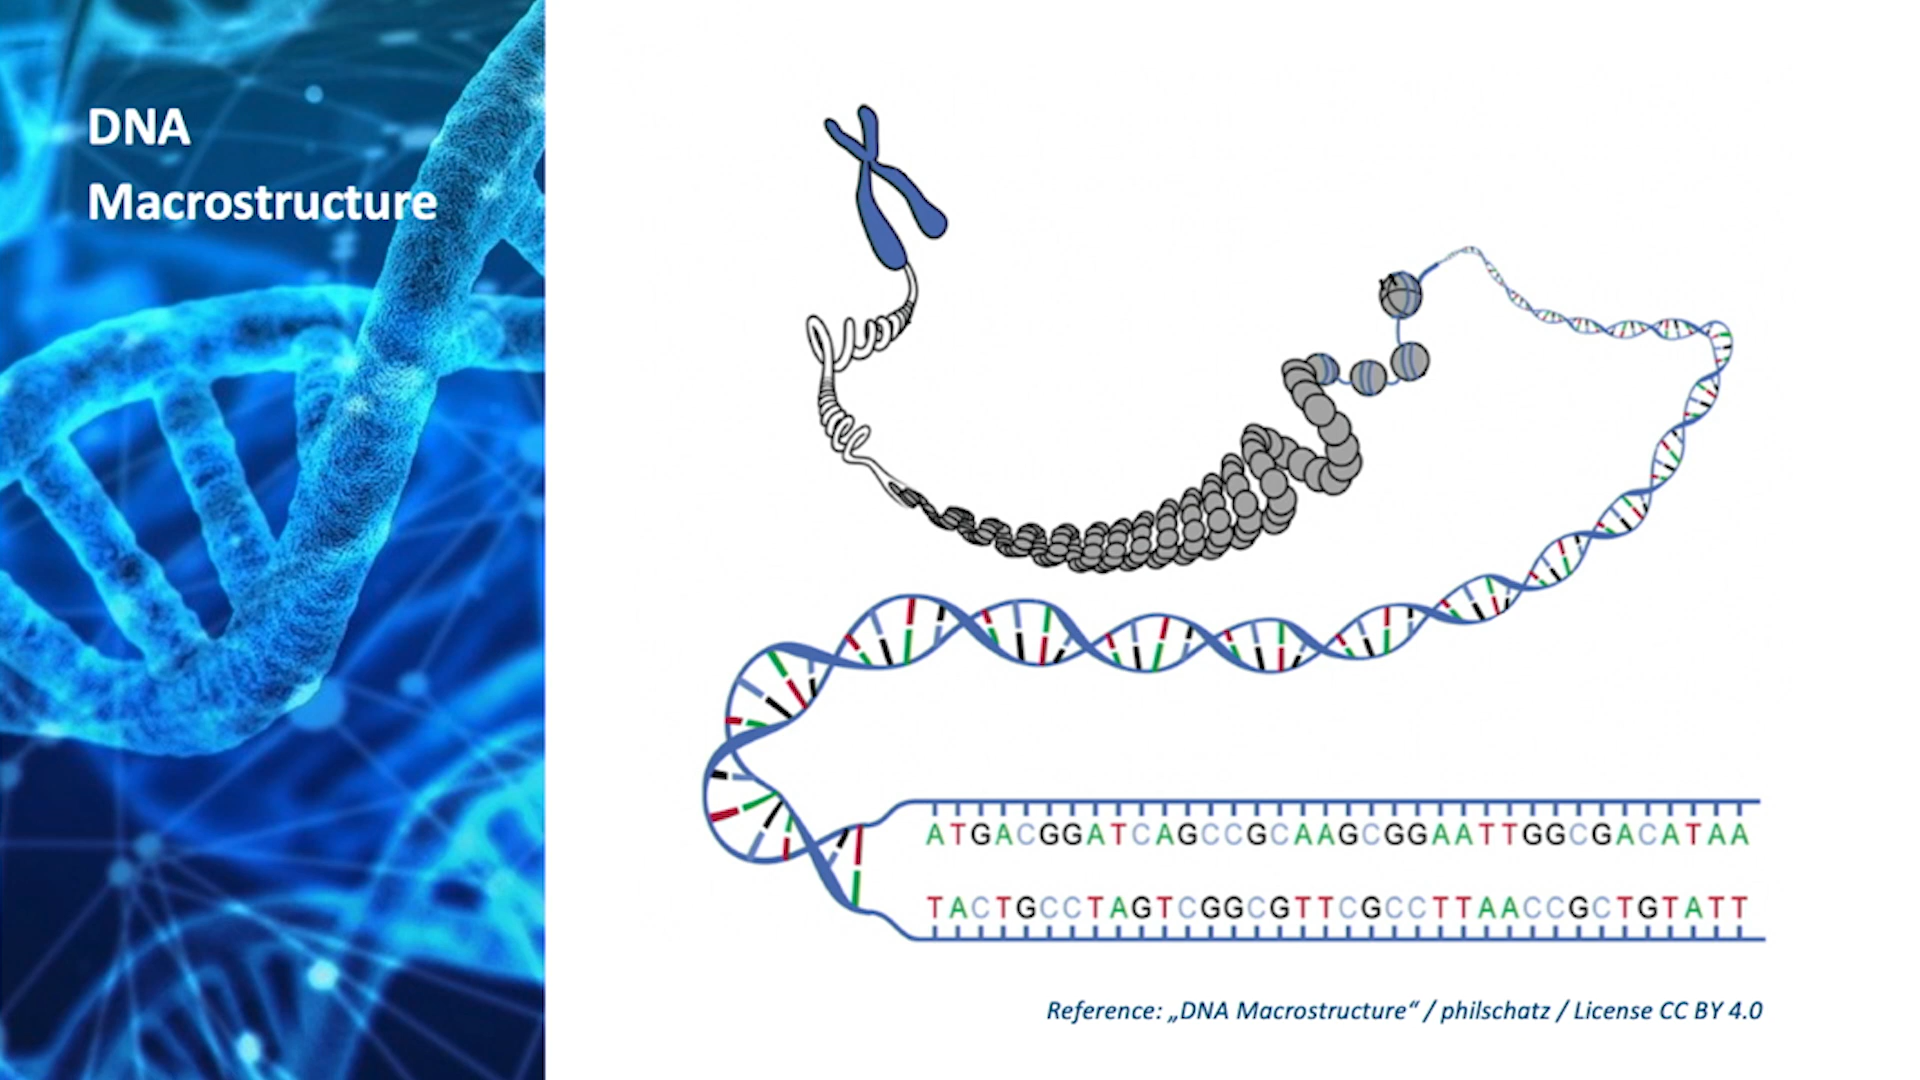 DNA
Macrostructure
ATGACGGATCAGCCGCAAGCGGAATTGGCGACATAA
TACTGCCTAGTCGGCGTTCGCCTTAACCGCTGTATT
Reference: „DNA Macrostructure“ / philschatz / License CC BY 4.0